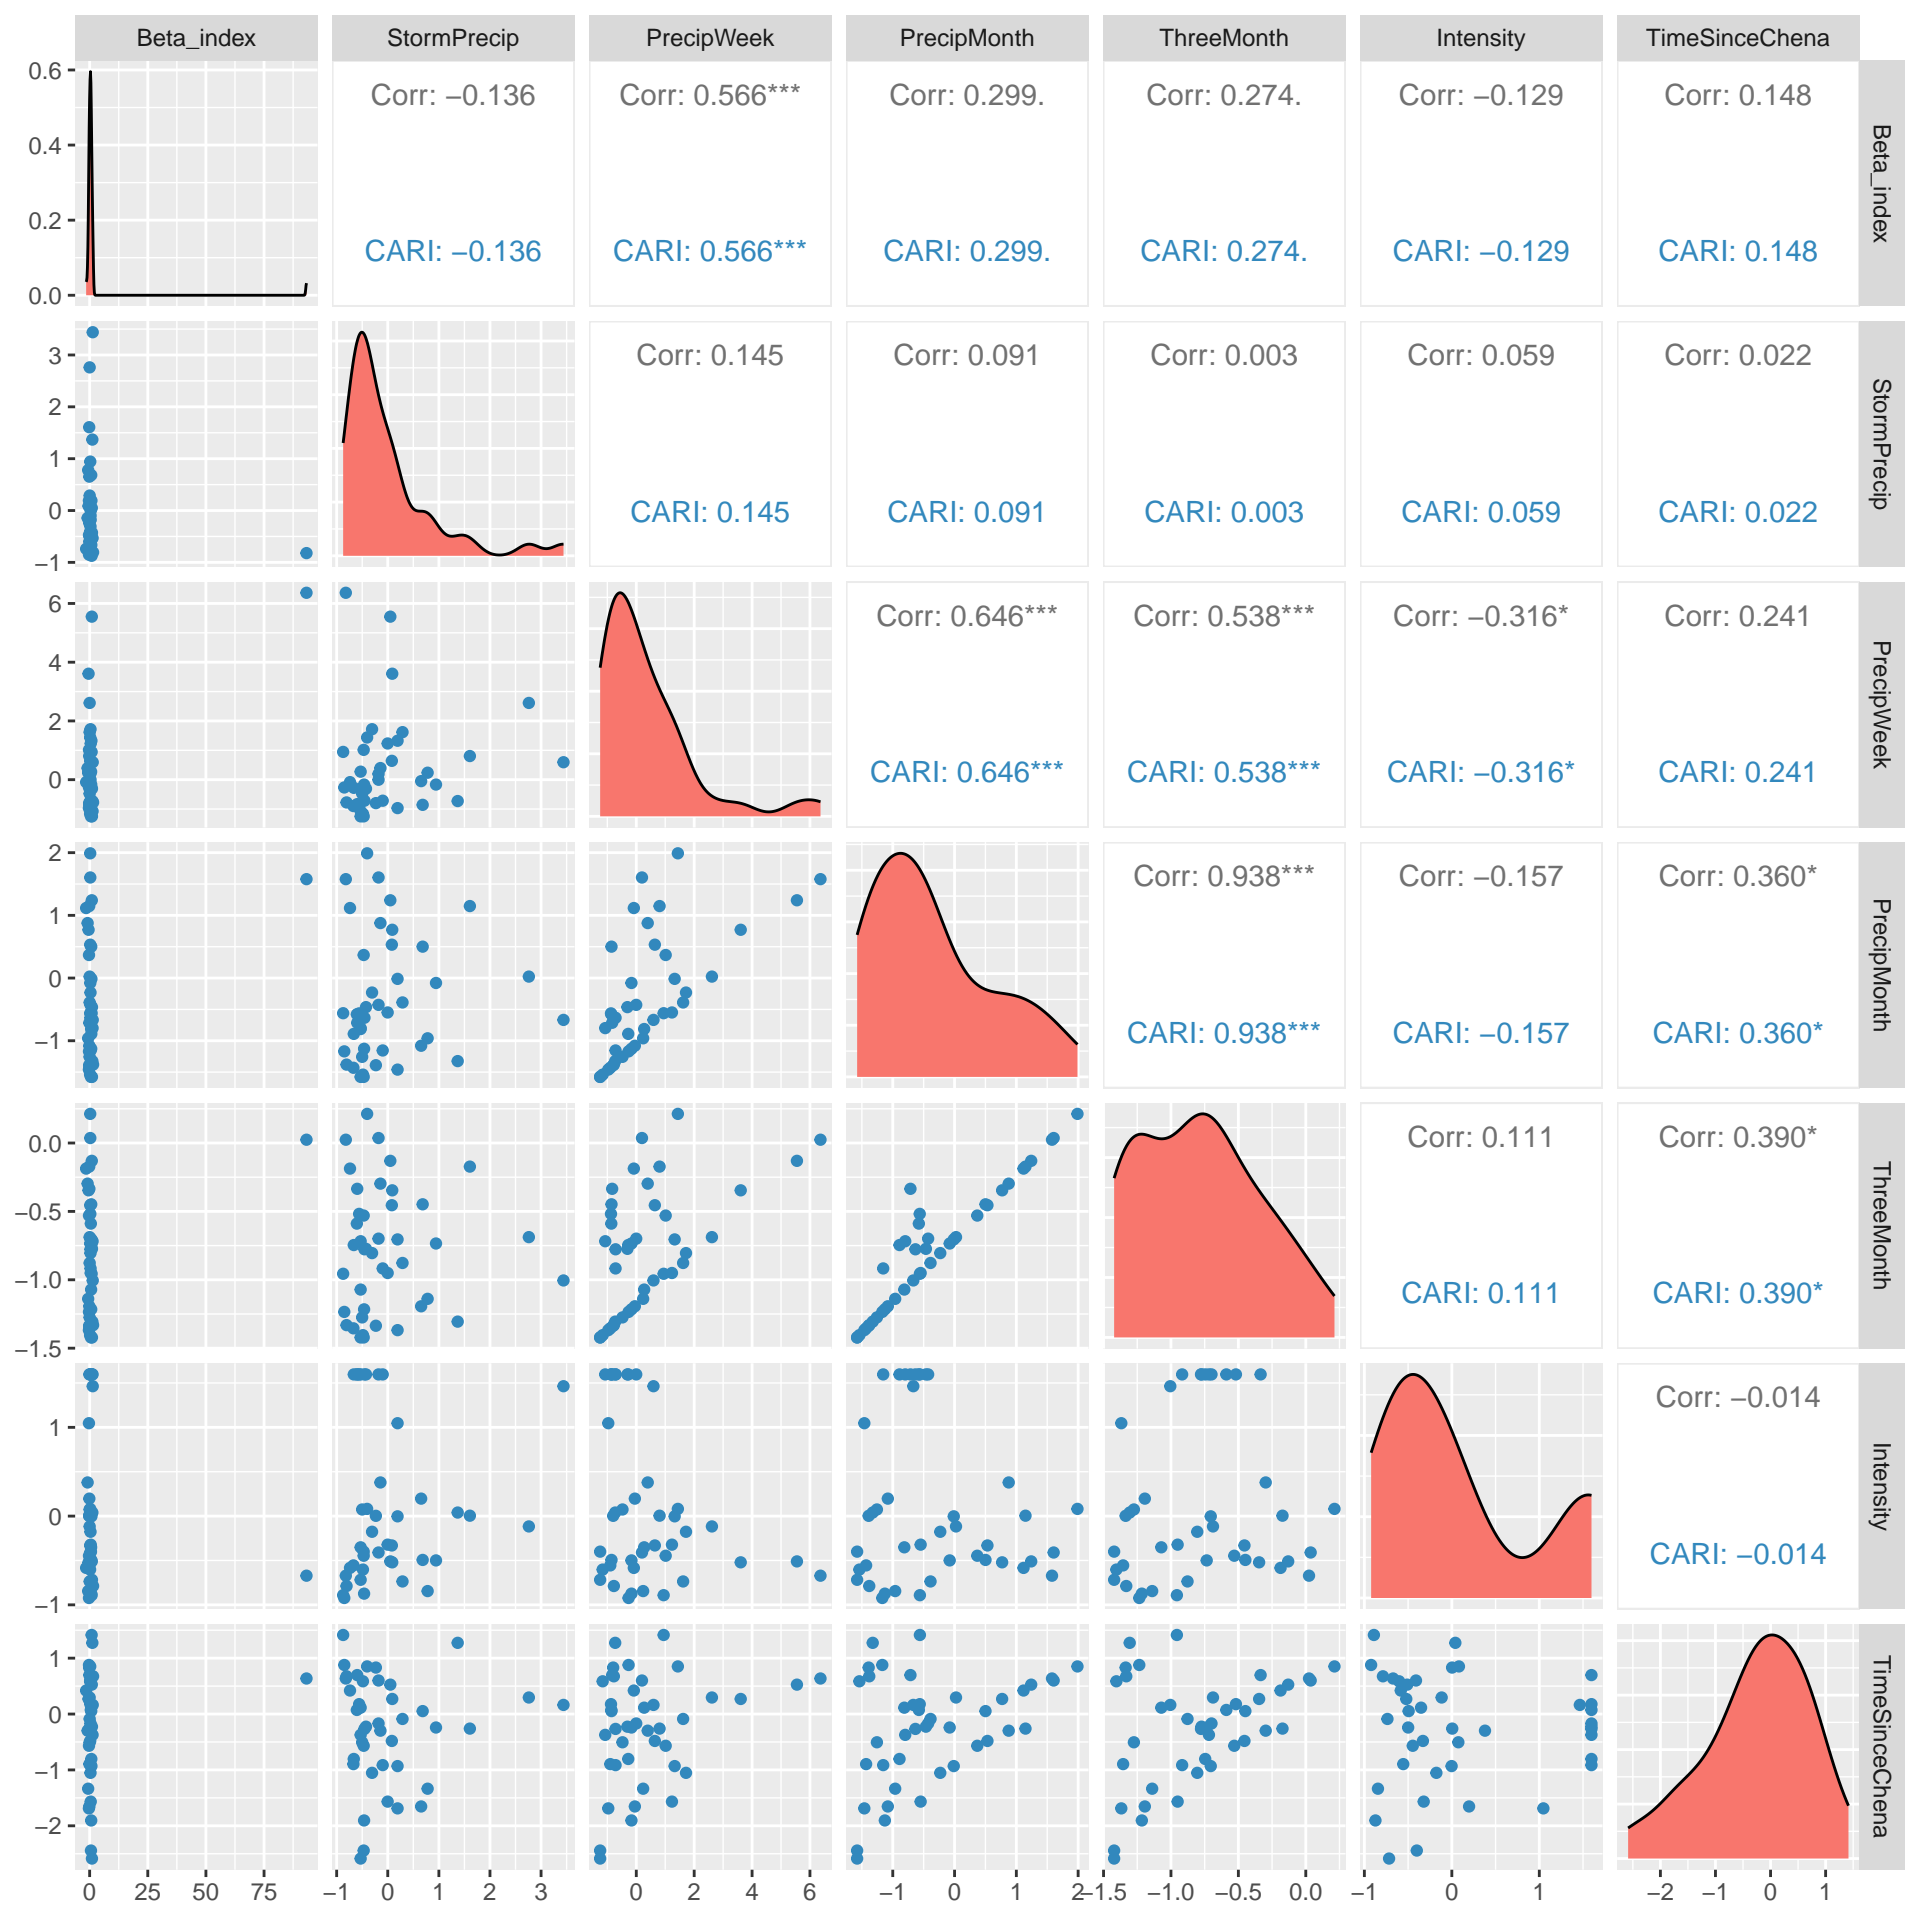 Beta_index StormPrecip PrecipWeek PrecipMonth ThreeMonth Intensity TimeSinceChena
0.6
Corr: −0.136 Corr: 0.566*** Corr: 0.299. Corr: 0.274. Corr: −0.129 Corr: 0.148
0.4
Beta_index
0.2
CARI: −0.136 CARI: 0.566*** CARI: 0.299. CARI: 0.274. CARI: −0.129 CARI: 0.148
0.0
3
Corr: 0.145 Corr: 0.091 Corr: 0.003 Corr: 0.059 Corr: 0.022
2
1
StormPrecip
0
CARI: 0.145 CARI: 0.091 CARI: 0.003 CARI: 0.059 CARI: 0.022
−1
6
Corr: 0.646*** Corr: 0.538*** Corr: −0.316* Corr: 0.241
4
PrecipWeek
2
0
CARI: 0.646*** CARI: 0.538*** CARI: −0.316* CARI: 0.241
2
Corr: 0.938*** Corr: −0.157 Corr: 0.360*
1
PrecipMonth
0
−1
CARI: 0.938*** CARI: −0.157 CARI: 0.360*
0.0
Corr: 0.111 Corr: 0.390*
−0.5
ThreeMonth
−1.0
CARI: 0.111 CARI: 0.390*
−1.5
Corr: −0.014
1
Intensity
0
CARI: −0.014
−1
1
0
TimeSinceChena
−1
−2
0 25 50 75 −1 0 1 2 3 0 2 4 6 −1 0 1 2 −1.5 −1.0 −0.5 0.0 −1 0 1 −2 −1 0 1